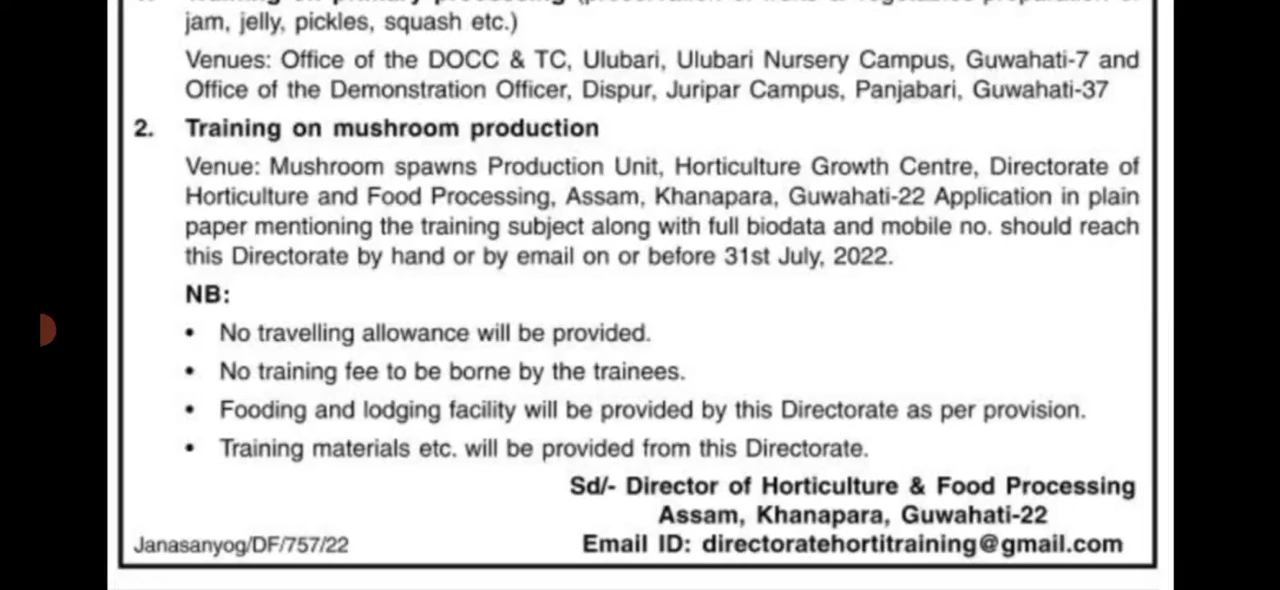 jam, jelly, pickles, squash etc.)
Venues: Office of the DOCC & TC, Ulubari, Ulubari Nursery Campus, Guwahati-7 and
Office of the Demonstration Officer, Dispur, Juripar Campus, Panjabari, Guwahati-37
2. Training on mushroom production
Venue: Mushroom spawns Production Unit, Horticulture Growth Centre, Directorate of
Horticulture and Food Processing, Assam, Khanapara, Guwahati-22 Application in plain
paper mentioning the training subject along with full biodata and mobile no. should reach
this Directorate by hand or by email on or before 31st July, 2022.
NB:
• No travelling allowance will be provided.
• No training fee to be borne by the trainees.
• Fooding and lodging facility will be provided by this Directorate as per provision.
• Training materials etc. will be provided from this Directorate.
Sd/- Director of Horticulture & Food Processing
Assam, Khanapara, Guwahati-22
Janasanyog/DF/757/22 Email ID: directoratehortitraining@gmail.com